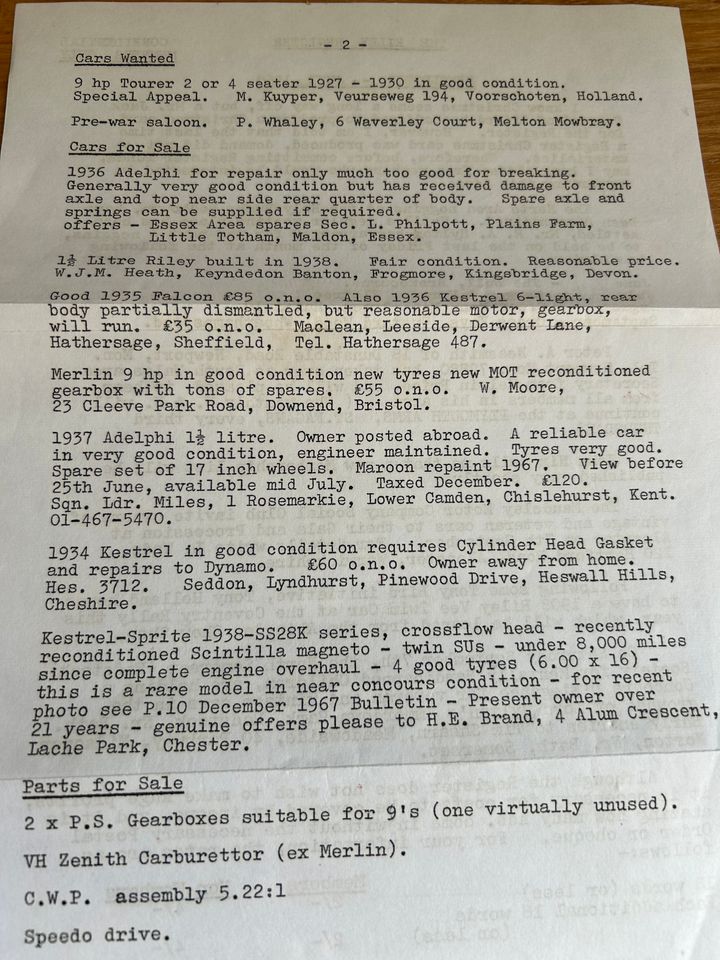 - 2 -
Cars Wanted
9 hp Tourer 2 or 4 seater 1927 - 1930 in good condition.
Special Appeal. M. Kuyper, Veurseweg 194, Voorschoten, Holland.
Pre-war saloon. P. Whaley, 6 Waverley Court, Melton Mowbray.
Cars for Sale
1936 Adelphi for repair only much too good for breaking.
Generally very good condition but has received damage to front
axle and top near side rear quarter of body. Spare axle and
springs can be supplied if required.
offers - Essex Area spares Sec. L. Philpott, Plains Farm,
Little Totham, Maldon, Essex.
1½ Litre Riley built in 1938. Fair condition. Reasonable price.
W.J.M. Heath, Keyndedon Banton, Frogmore, Kingsbridge, Devon.
Good 1935 Falcon £85 o.n.o. Also 1936 Kestrel 6-light, rear
body partially dismantled, but reasonable motor, gearbox,
will run. £35 o.n.o. Maclean, Leeside, Derwent Lane,
Hathersage, Sheffield, Tel. Hathersage 487.
Merlin 9 hp in good condition new tyres new MOT reconditioned
gearbox with tons of spares. £55 o.n.o. W. Moore,
23 Cleeve Park Road, Downend, Bristol.
1937 Adelphi 1½ litre. Owner posted abroad. A reliable car
in very good condition, engineer maintained. Tyres very good.
Spare set of 17 inch wheels. Maroon repaint 1967. View before
25th June, available mid July. Taxed December. £120.
Sqn. Ldr. Miles, 1 Rosemarkie, Lower Camden, Chislehurst, Kent.
01-467-5470.
1934 Kestrel in good condition requires Cylinder Head Gasket
and repairs to Dynamo. £60 o.n.o. Owner away from home.
Hes. 3712. Seddon, Lyndhurst, Pinewood Drive, Heswall Hills,
Cheshire.
Kestrel-Sprite 1938-SS28K series, crossflow head - recently
reconditioned Scintilla magneto - twin SUs - under 8,000 miles
since complete engine overhaul - 4 good tyres (6.00 x 16) -
this is a rare model in near concours condition - for recent
photo see P.10 December 1967 Bulletin - Present owner over
21 years - genuine offers please to H.E. Brand, 4 Alum Crescent,
Lache Park, Chester.
Parts for Sale
2 x P.S. Gearboxes suitable for 9's (one virtually unused).
VH Zenith Carburettor (ex Merlin).
C.W.P. assembly 5.22:1
Speedo drive.